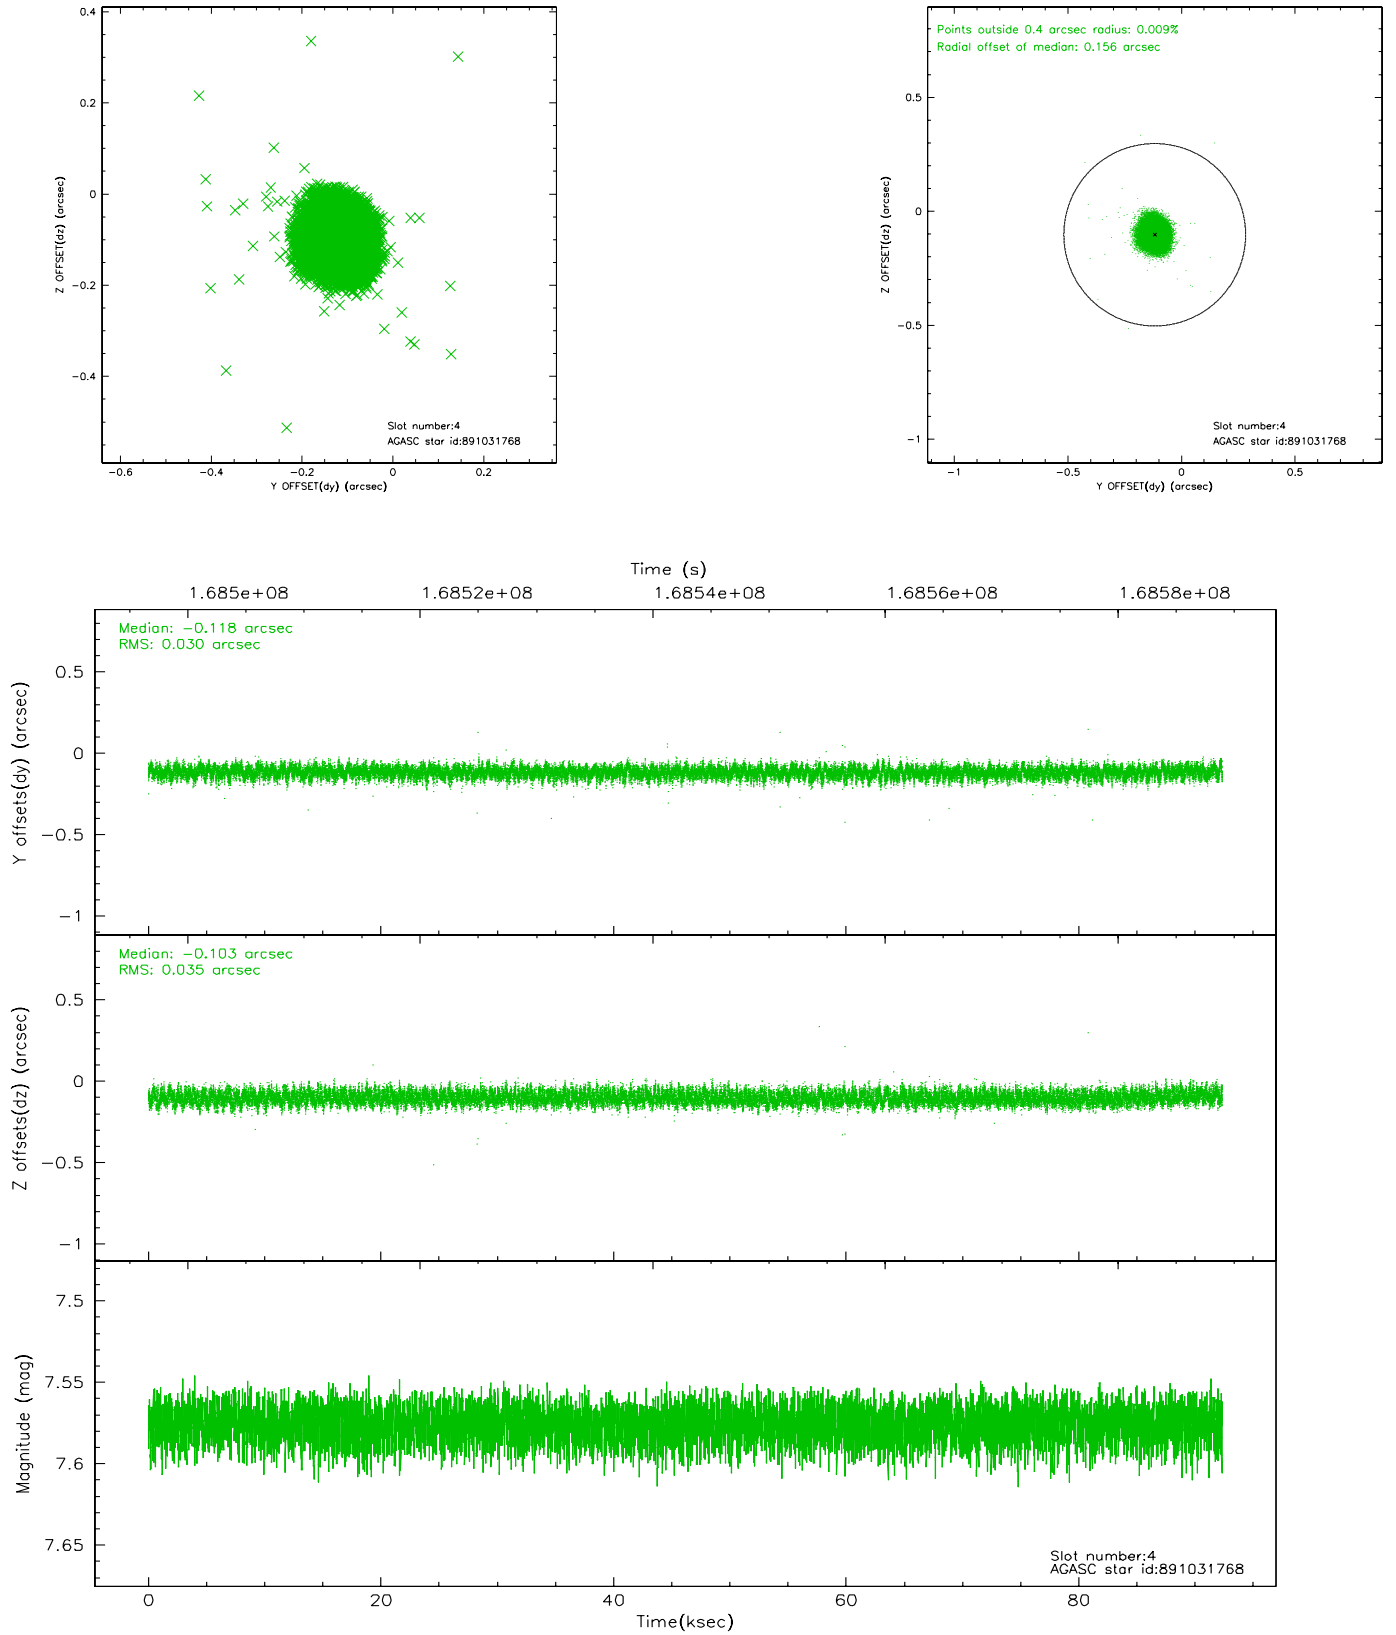 0.4
0.2
0
−0.2
−0.4
Z OFFSET(dz) (arcsec)
Slot number:4
AGASC star id:891031768
−0.6 −0.4 −0.2 0 0.2
Y OFFSET(dy) (arcsec)
Points outside 0.4 arcsec radius: 0.009%
Radial offset of median: 0.156 arcsec
0.5
0
−0.5
−1
Z OFFSET(dz) (arcsec)
Slot number:4
AGASC star id:891031768
−1 −0.5 0 0.5
Y OFFSET(dy) (arcsec)
Time (s)
1.685e+08 1.6852e+08 1.6854e+08 1.6856e+08 1.6858e+08
Median: −0.118 arcsec
RMS: 0.030 arcsec
0.5
0
−0.5
−1
Y offsets(dy) (arcsec)
Median: −0.103 arcsec
RMS: 0.035 arcsec
0.5
0
−0.5
−1
Z offsets(dz) (arcsec)
7.5
7.55
7.6
7.65
Magnitude (mag)
Slot number:4
AGASC star id:891031768
0 20 40 60 80
Time(ksec)